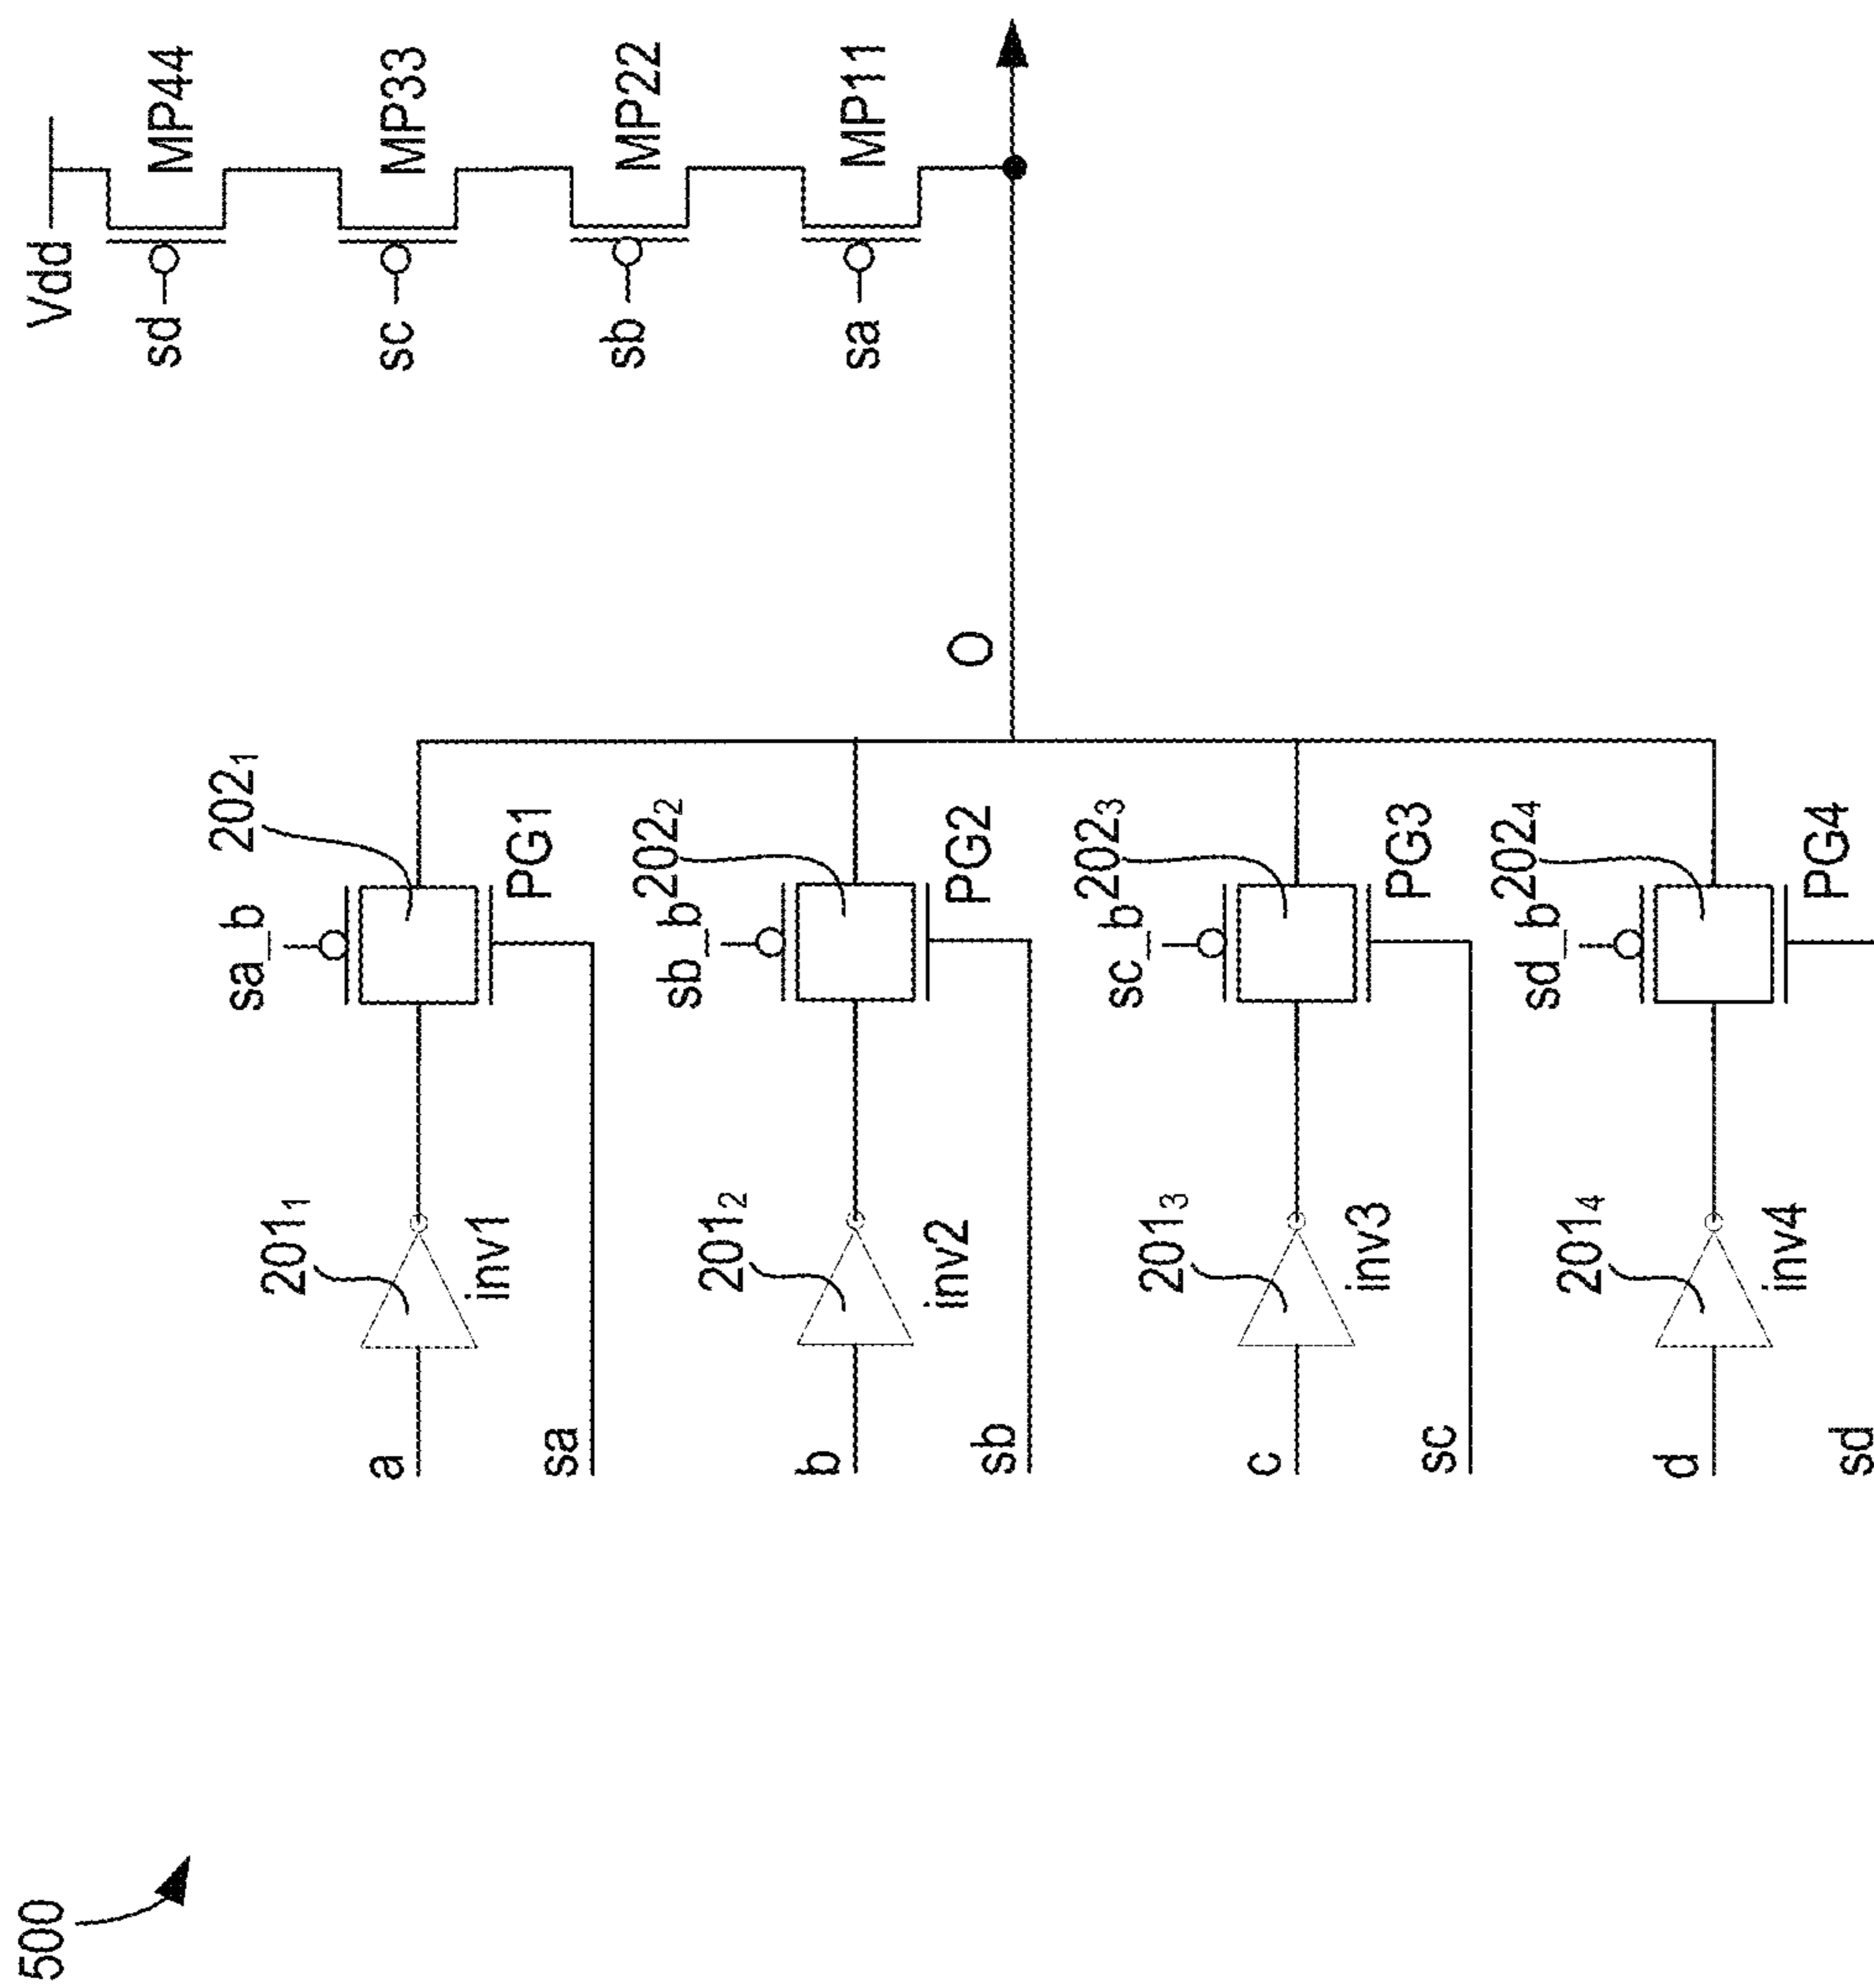 500
Vdd
sd
MP44
sc
MP33
sb
MP22
sa
MP11
O
a
201₁
inv1
sa_b
202₁
PG1
sa
b
201₂
inv2
sb_b
202₂
PG2
sb
c
201₃
inv3
sc_b
202₃
PG3
sc
d
201₄
inv4
sd_b
202₄
PG4
sd